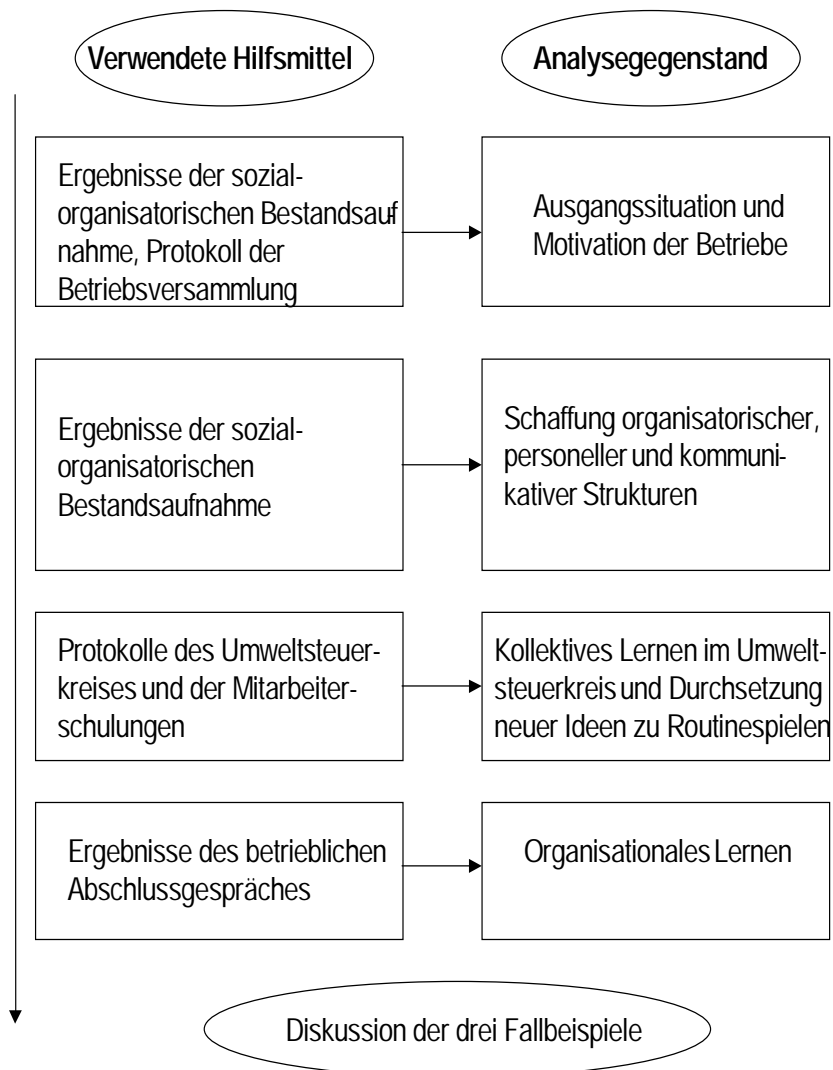 Verwendete Hilfsmittel
Analysegegenstand
Ergebnisse der sozial-
organisatorischen Bestandsauf
nahme, Protokoll der
Betriebsversammlung
Ausgangssituation und
Motivation der Betriebe
Ergebnisse der sozial-
organisatorischen
Bestandsaufnahme
Schaffung organisatorischer,
personeller und kommuni-
kativer Strukturen
Protokolle des Umweltsteuer-
kreises und der Mitarbeiter-
schulungen
Kollektives Lernen im Umwelt-
steuerkreis und Durchsetzung
neuer Ideen zu Routinespielen
Ergebnisse des betrieblichen
Abschlussgespräches
Organisationales Lernen
Diskussion der drei Fallbeispiele